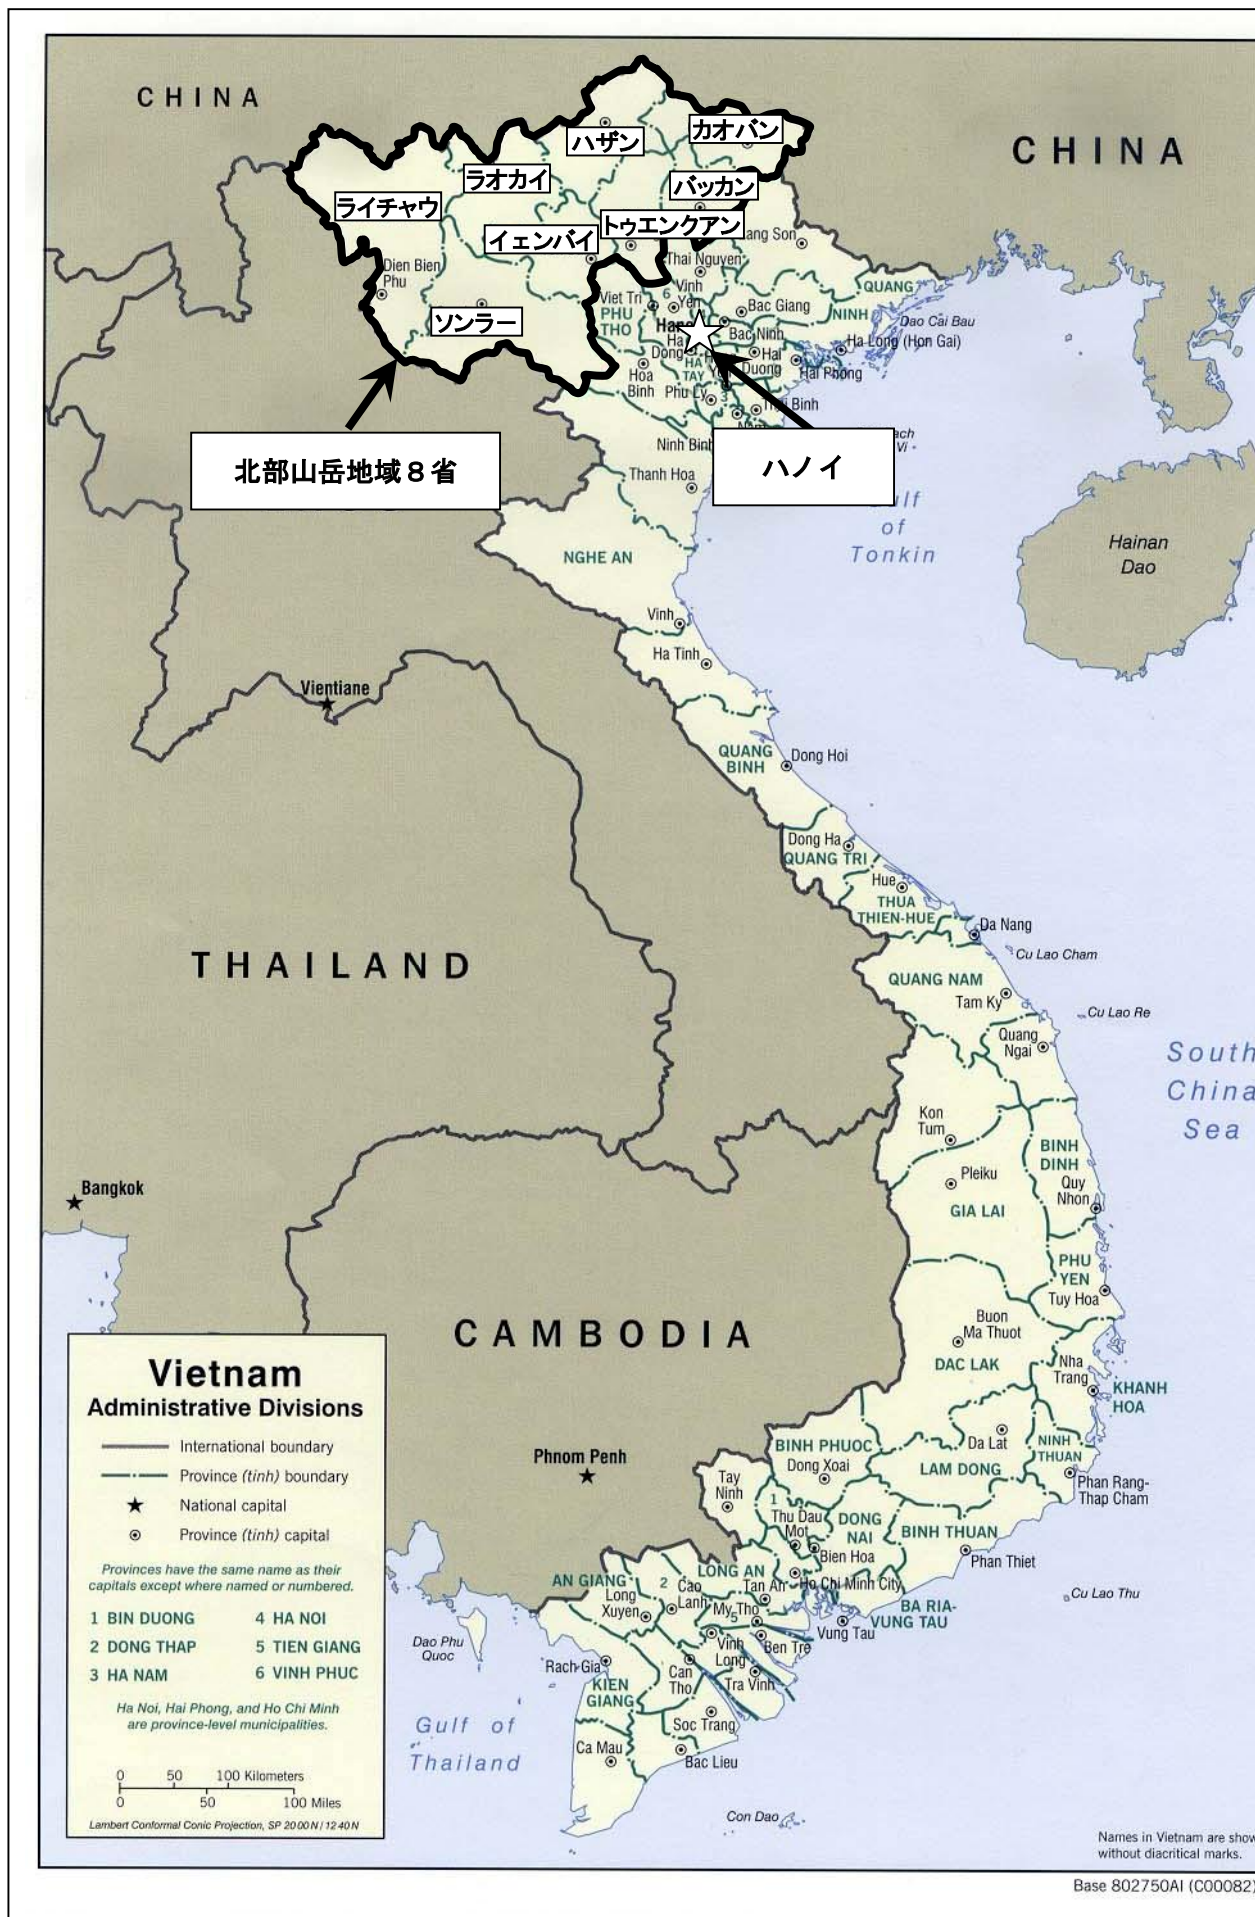 CHINA
CHINA
ハザン
カオバン
ラオカイ
バッカン
ライチャウ
トゥエンクアン
イェンバイ
ang Son
Thai Nguyen
Dien Bien
Phu
QUANG
NINH
Viet Tri
PHU
THO
6
Vinh
Yen
Bac Giang
ソンラー
Bac Ninh
Dao Cai Bau
Ha Long (Hon Gai)
Ha
Dong
HA
TAY
Hai
Duong
Hai Phong
Hoa
Binh
Phu Ly
3
Binh
Ninh Binh
北部山岳地域8省
ハノイ
Thanh Hoa
of
Tonkin
Hainan
Dao
NGHE AN
Vinh
Ha Tinh
Vientiane
QUANG
BINH
Dong Hoi
Dong Ha
QUANG TRI
Hue
THUA
THIEN-HUE
Da Nang
Cu Lao Cham
THAILAND
QUANG NAM
Tam Ky
Cu Lao Re
Quang
Ngai
South
China
Sea
Kon
Tum
BINH
DINH
Pleiku
Quy
Nhon
GIA LAI
Bangkok
PHU
YEN
Tuy Hoa
CAMBODIA
Buon
Ma Thuot
DAC LAK
Nha
Trang
KHANH
HOA
BINH PHUOC
Dong Xoai
Da Lat
LAM DONG
NINH
THUAN
Phan Rang-
Thap Cham
Phnom Penh
Tay
Ninh
1
Thu Dau
Mot
DONG
NAI
BINH THUAN
Bien Hoa
Phan Thiet
AN GIANG
2
LONG AN
Cao
Lanh
Tan An
Ho Chi Minh City
Long
Xuyen
My Tho
5
BA RIA-
VUNG TAU
Cu Lao Thu
Vung Tau
Ben Tre
Dao Phu
Quoc
Rach Gia
Vinh
Long
Can
Tho
Tra Vinh
KIEN
GIANG
Soc Trang
Gulf of
Thailand
Ca Mau
Bac Lieu
Con Dao
Vietnam
Administrative Divisions
International boundary
Province (tinh) boundary
National capital
Province (tinh) capital
Provinces have the same name as their
capitals except where named or numbered.
1 BIN DUONG 4 HA NOI
2 DONG THAP 5 TIEN GIANG
3 HA NAM 6 VINH PHUC
Ha Noi, Hai Phong, and Ho Chi Minh
are province-level municipalities.
0 50 100 Kilometers
0 50 100 Miles
Lambert Conformal Conic Projection, SP 20 00 N / 12 40 N
Names in Vietnam are show
without diacritical marks.
Base 802750AI (C00082)